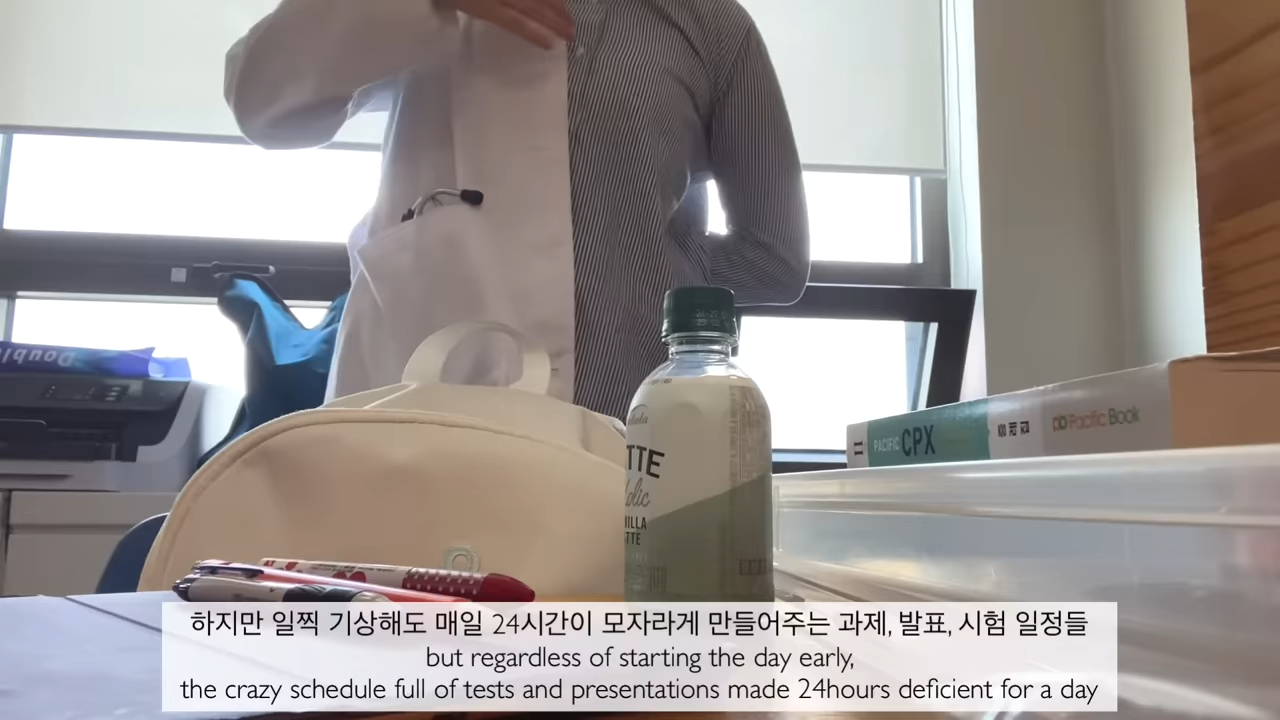 PACIFIC CPX
Pacific Book
TTE
olic
NILLA
ATTE
하지만 일찍 기상해도 매일 24시간이 모자라게 만들어주는 과제, 발표, 시험 일정들
but regardless of starting the day early,
the crazy schedule full of tests and presentations made 24hours deficient for a day